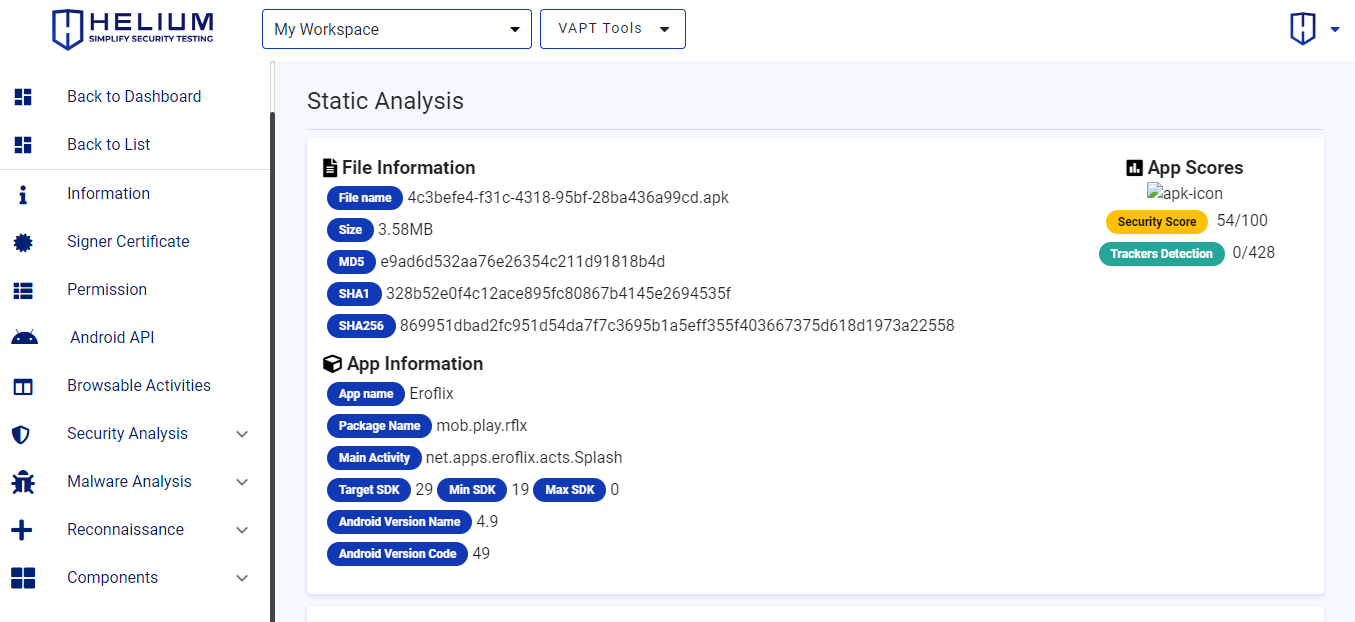 HELIUM
SIMPLIFY SECURITY TESTING
My Workspace
VAPT Tools
Back to Dashboard
Back to List
Information
Signer Certificate
Permission
Android API
Browsable Activities
Security Analysis
Malware Analysis
Reconnaissance
Components
Static Analysis
File Information
File name 4c3befe4-f31c-4318-95bf-28ba436a99cd.apk
Size 3.58MB
MD5 e9ad6d532aa76e26354c211d91818b4d
SHA1 328b52e0f4c12ace895fc80867b4145e2694535f
SHA256 869951dbad2fc951d54da7f7c3695b1a5eff355f403667375d618d1973a22558
App Information
App name Eroflix
Package Name mob.play.rflx
Main Activity net.apps.eroflix.acts.Splash
Target SDK 29 Min SDK 19 Max SDK 0
Android Version Name 4.9
Android Version Code 49
App Scores
apk-icon
Security Score 54/100
Trackers Detection 0/428